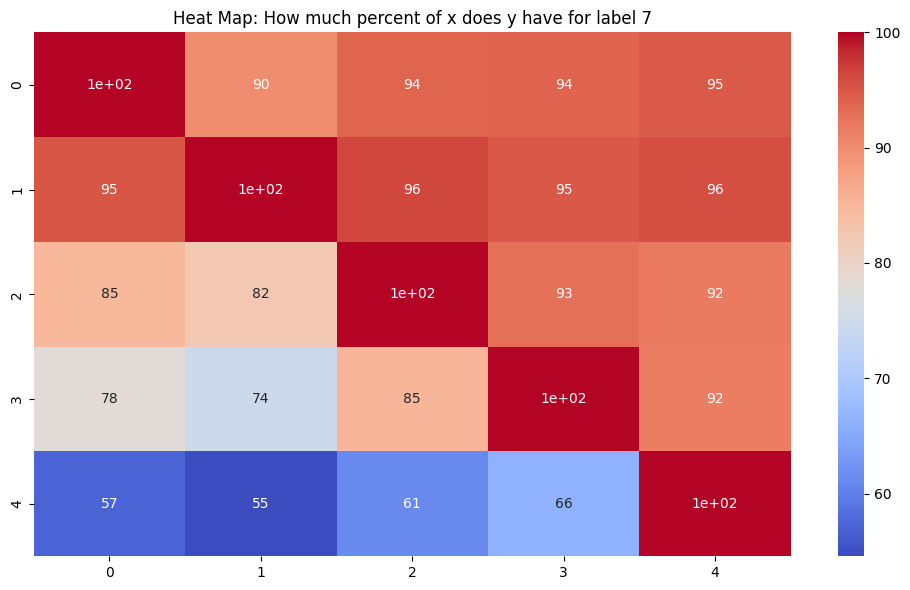 Heat Map: How much percent of x does y have for label 7
100
0 1e+02 90 94 94 95
90
1 95 1e+02 96 95 96
80
2 85 82 1e+02 93 92
70
3 78 74 85 1e+02 92
60
4 57 55 61 66 1e+02
0 1 2 3 4